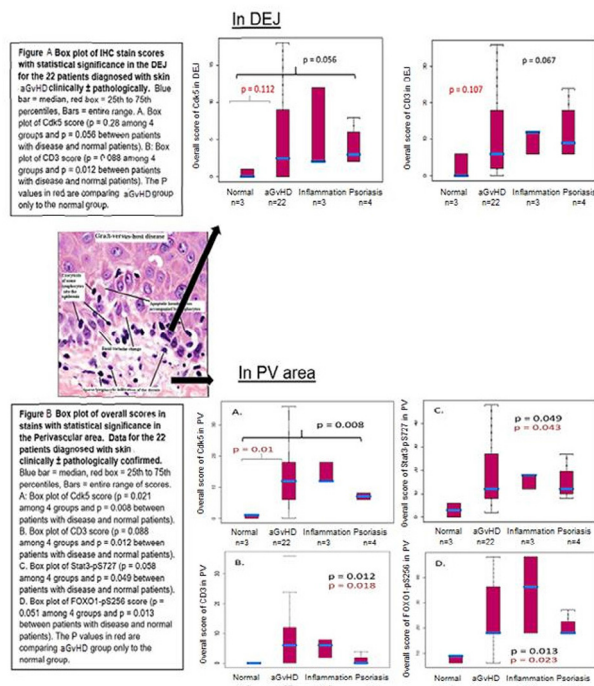 In DEJ
Figure A Box plot of IHC stain scores
with statistical significance in the DEJ
for the 22 patients diagnosed with skin
aGvHD clinically ± pathologically. Blue
bar = median, red box = 25th to 75th
percentiles, Bars = entire range. A. Box
plot of Cdk5 score (p = 0.28 among 4
groups and p = 0.056 between patients
with disease and normal patients). B: Box
plot of CD3 score (p = 0.088 among 4
groups and p = 0.012 between patients
with disease and normal patients). The P
values in red are comparing aGvHD group
only to the normal group.
Overall score of Cdk5 in DEJ
0 10 20 30
p = 0.056
p = 0.112
Normal aGvHD Inflammation Psoriasis
n=3 n=22 n=3 n=4
Overall score of CD3 in DEJ
0 10 20 30
p = 0.067
p = 0.107
Normal aGvHD Inflammation Psoriasis
n=3 n=22 n=3 n=4
Graft-versus-host disease
In PV area
Figure B Box plot of overall scores in
stains with statistical significance in
the Perivascular area. Data for the 22
patients diagnosed with skin
clinically ± pathologically confirmed.
Blue bar = median, red box = 25th to 75th
percentiles, Bars = entire range of scores.
A: Box plot of Cdk5 score (p = 0.021
among 4 groups and p = 0.008 between
patients with disease and normal patients).
B. Box plot of CD3 score (p = 0.088
among 4 groups and p = 0.012 between
patients with disease and normal patients).
C. Box plot of Stat3-pS727 (p = 0.058
among 4 groups and p = 0.049 between
patients with disease and normal patients).
D. Box plot of FOXO1-pS256 score (p =
0.051 among 4 groups and p = 0.013
between patients with disease and normal
patients). The P values in red are
comparing aGvHD group only to the
normal group.
A.
Overall score of Cdk5 in PV
p = 0.008
p = 0.01
Normal aGvHD Inflammation Psoriasis
n=3 n=22 n=3 n=4
C.
Overall score of Stat3-pS727 in PV
p = 0.049
p = 0.043
Normal aGvHD Inflammation Psoriasis
n=3 n=22 n=3 n=4
B.
Overall score of CD3 in PV
p = 0.012
p = 0.018
Normal aGvHD Inflammation Psoriasis
D.
Overall score of FOXO1-pS256 in PV
p = 0.013
p = 0.023
Normal aGvHD Inflammation Psoriasis